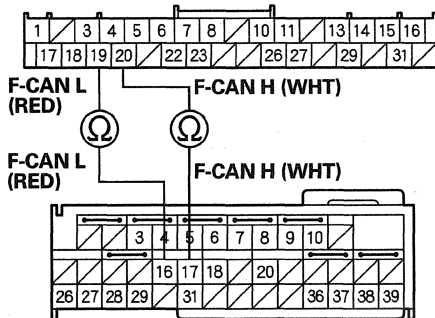 1 3 4 5 6 7 8 10 11 13 14 15 16
17 18 19 20 22 23 26 27 29 31
F-CAN L
(RED)
F-CAN H (WHT)
Ω Ω
F-CAN L
(RED)
F-CAN H (WHT)
3 4 5 6 7 8 9 10
16 17 18 20
26 27 28 29 31 36 37 38 39